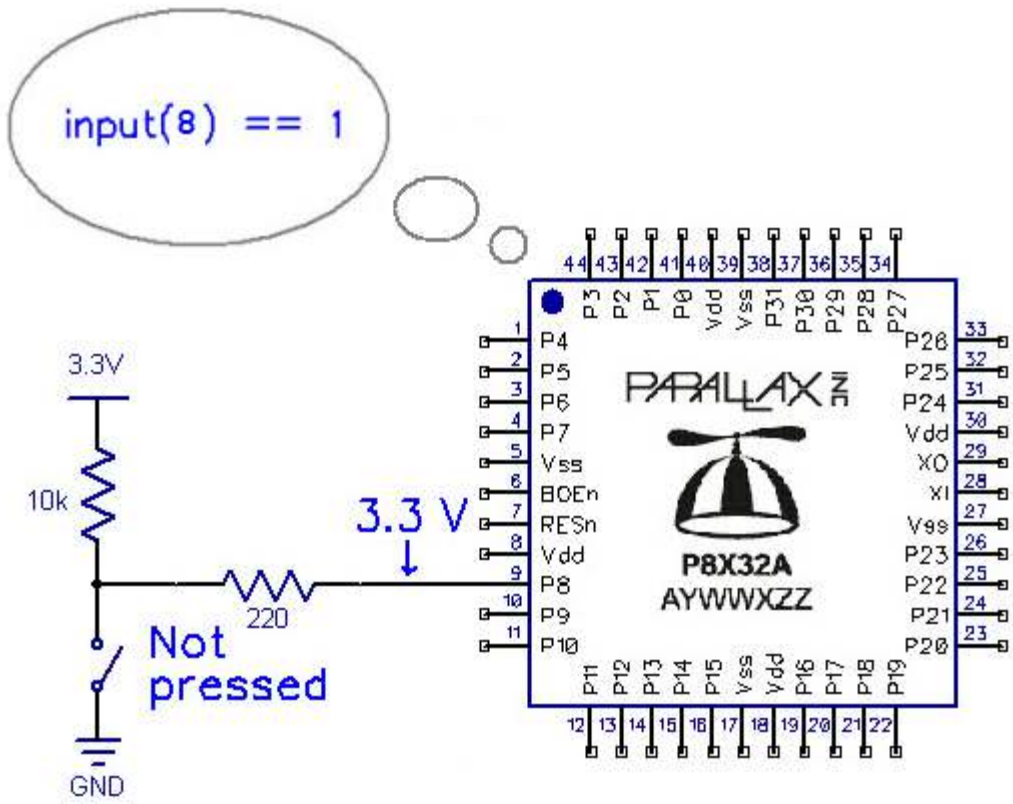 input(8) == 1
44 43 42 41 40 39 38 37 36 35 34
P3 P2 P1 P0 Vdd Vss P31 P30 P29 P28 P27
1 P4
2 P5
3 P6
4 P7
5 Vss
6 BOEn
7 RESn
8 Vdd
9 P8
10 P9
11 P10
P26 33
P25 32
P24 31
Vdd 30
XO 29
XI 28
Vss 27
P23 26
P22 25
P21 24
P20 23
PARALLAX INC
P8X32A
AYWWXZZ
P11 P12 P13 P14 P15 Vss Vdd P16 P17 P18 P19
12 13 14 15 16 17 18 19 20 21 22
3.3V
10k
3.3 V
220
Not
pressed
GND